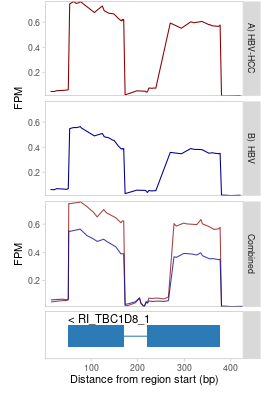 0.6
0.4
0.2
A) HBV-HCC
FPM
0.6
0.4
0.2
B) HBV
0.6
0.4
0.2
Combined
FPM
< RI_TBC1D8_1
100
200
300
400
Distance from region start (bp)